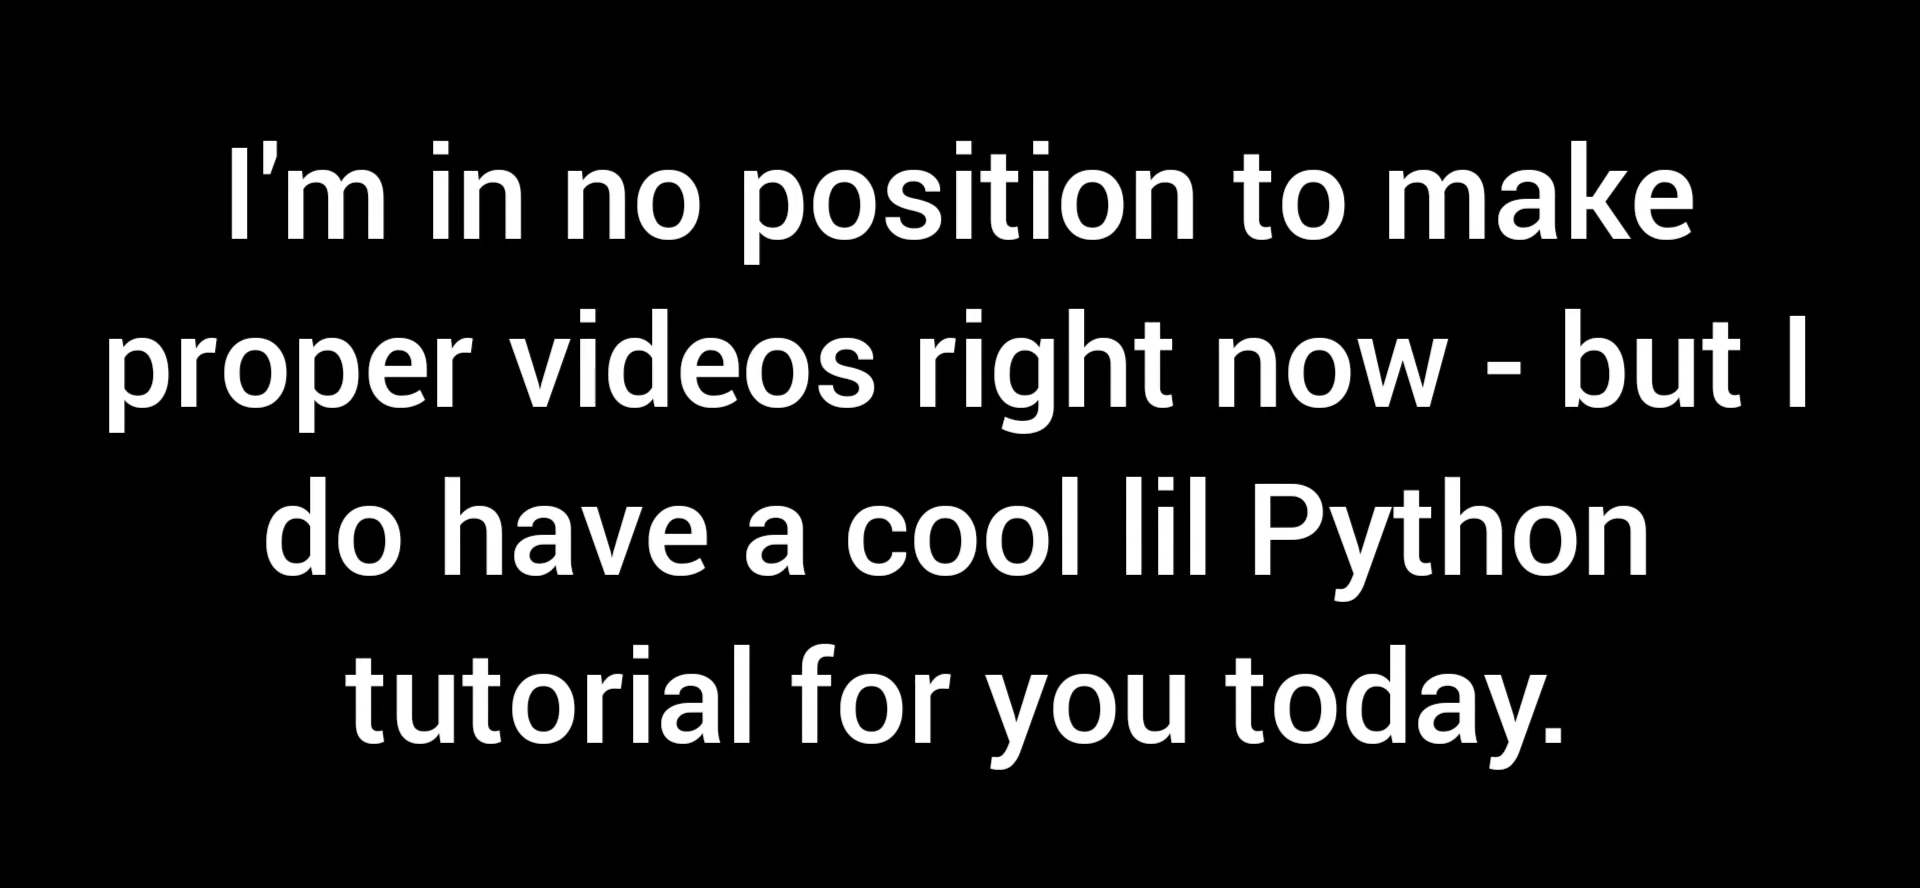 I'm in no position to make
proper videos right now - but I
do have a cool lil Python
tutorial for you today.